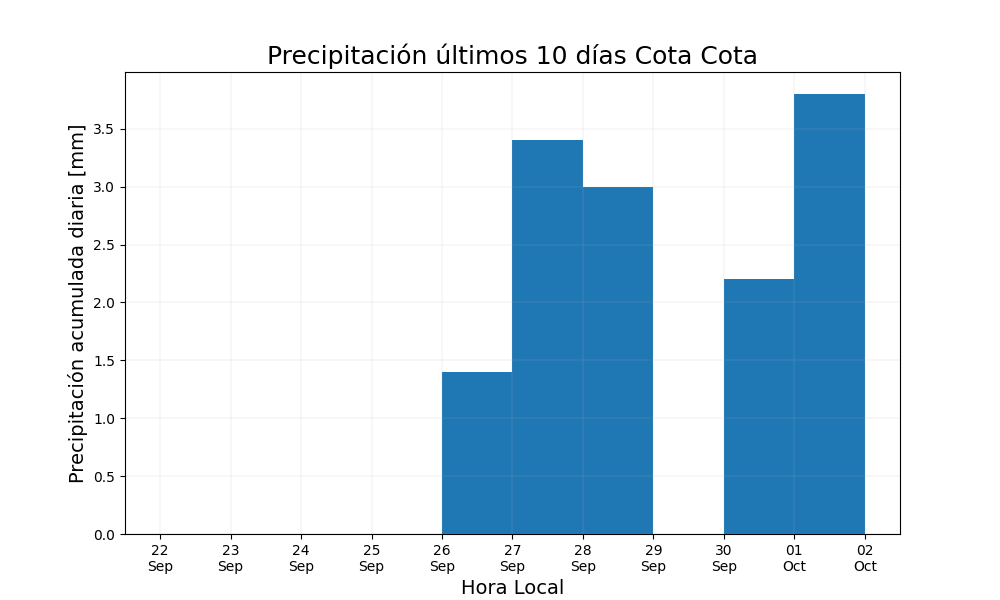 Precipitación últimos 10 días Cota Cota
Precipitación acumulada diaria [mm]
3.5
3.0
2.5
2.0
1.5
1.0
0.5
0.0
22 23 24 25 26 27 28 29 30 01 02
Sep Sep Sep Sep Sep Sep Sep Sep Sep Oct Oct
Hora Local